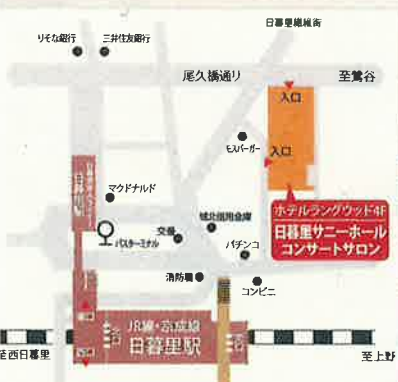 日暮里繊維街
りそな銀行
三井住友銀行
尾久橋通り
至鶯谷
入口
モスバーガー
入口
マクドナルド
日暮里駅
ホテルラングウッド4F
日暮里サニーホール
コンサートサロン
城北信用金庫
交番
バスターミナル
パチンコ
消防署
コンビニ
JR線・京成線
日暮里駅
至西日暮里
至上野